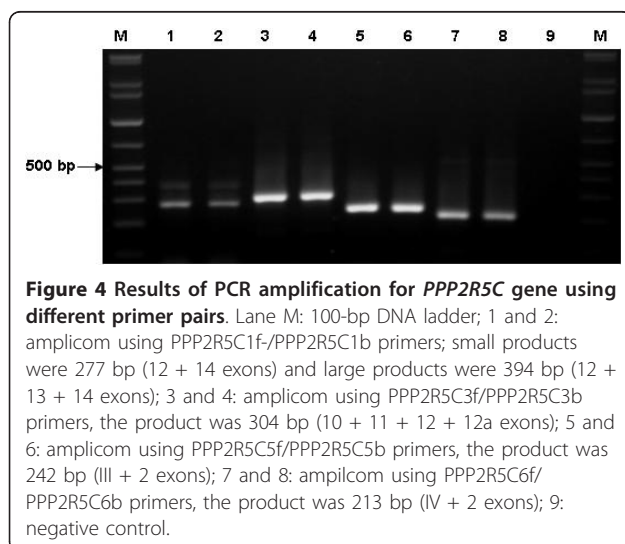 M 1 2 3 4 5 6 7 8 9 M
500 bp
Figure 4 Results of PCR amplification for PPP2R5C gene using
different primer pairs. Lane M: 100-bp DNA ladder; 1 and 2:
amplicom using PPP2R5C1f-/PPP2R5C1b primers; small products
were 277 bp (12 + 14 exons) and large products were 394 bp (12 +
13 + 14 exons); 3 and 4: amplicom using PPP2R5C3f/PPP2R5C3b
primers, the product was 304 bp (10 + 11 + 12 + 12a exons); 5 and
6: amplicom using PPP2R5C5f/PPP2R5C5b primers, the product was
242 bp (III + 2 exons); 7 and 8: ampilcom using PPP2R5C6f/
PPP2R5C6b primers, the product was 213 bp (IV + 2 exons); 9:
negative control.